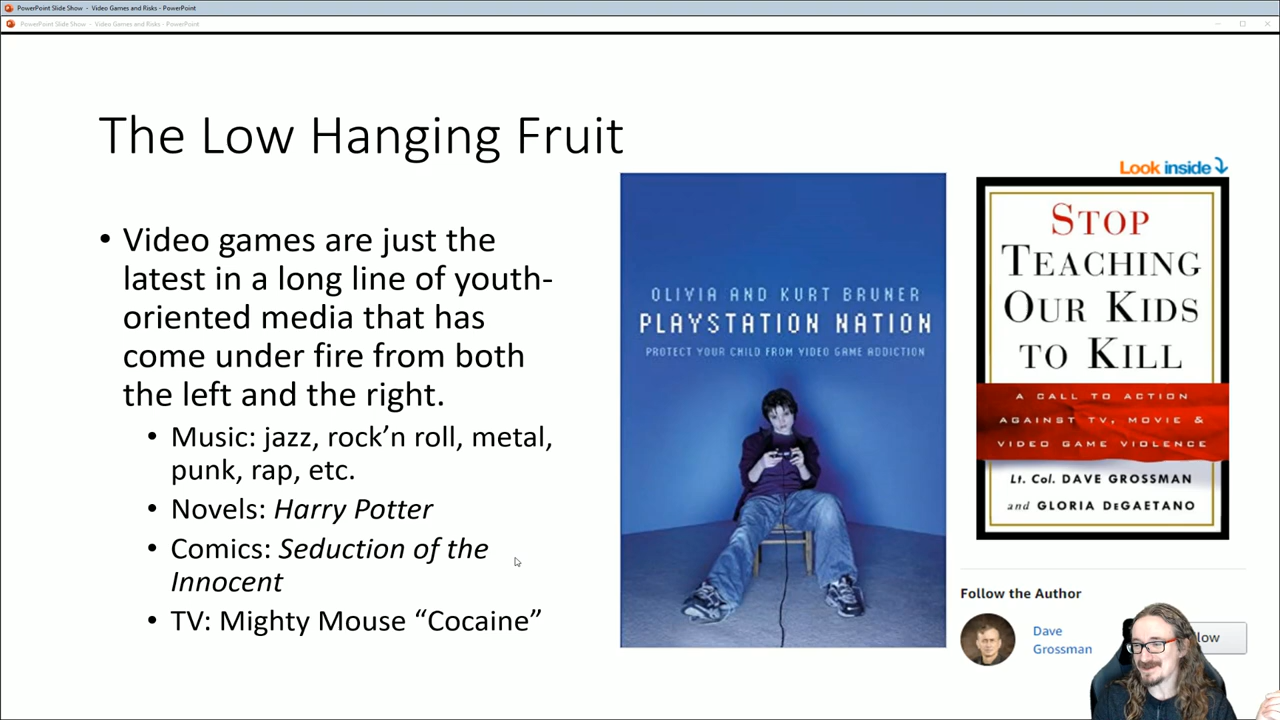 PowerPoint Slide Show - Video Games and Risks - PowerPoint
PowerPoint Slide Show - Video Games and Risks - PowerPoint
The Low Hanging Fruit
• Video games are just the
latest in a long line of youth-
oriented media that has
come under fire from both
the left and the right.
• Music: jazz, rock’n roll, metal,
punk, rap, etc.
• Novels: Harry Potter
• Comics: Seduction of the
Innocent
• TV: Mighty Mouse “Cocaine”
OLIVIA AND KURT BRUNER
PLAYSTATION NATION
PROTECT YOUR CHILD FROM VIDEO GAME ADDICTION
Look inside
STOP
TEACHING
OUR KIDS
TO KILL
A CALL TO ACTION
AGAINST TV, MOVIE &
VIDEO GAME VIOLENCE
Lt. Col. DAVE GROSSMAN
and GLORIA DEGAETANO
Follow the Author
Dave
Grossman
low